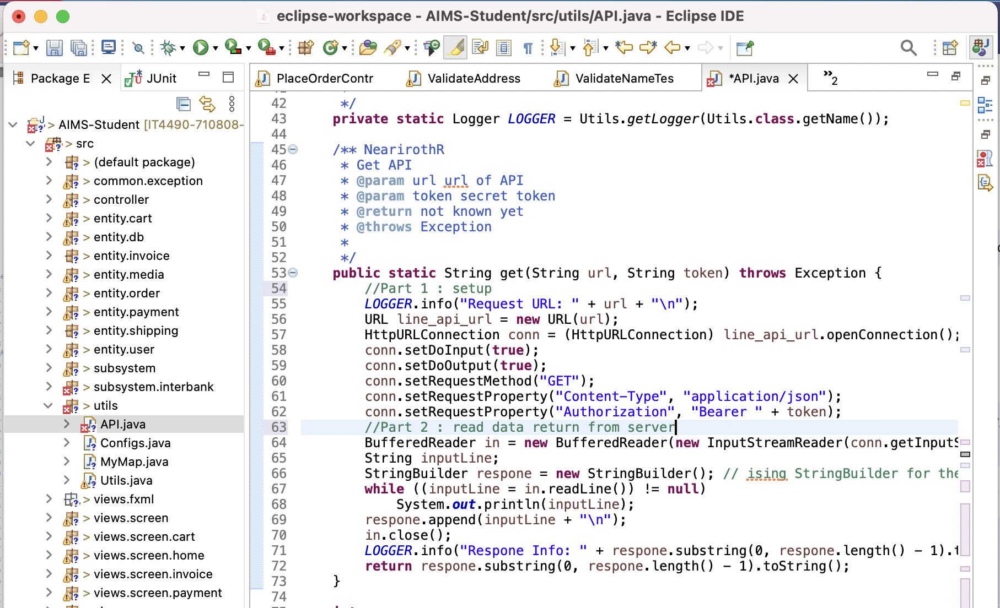 eclipse-workspace - AIMS-Student/src/utils/API.java - Eclipse IDE
Package E
JUnit
PlaceOrderContr
ValidateAddress
ValidateNameTes
*API.java
»2
> AIMS-Student [IT4490-710808-
> src
> (default package)
> common.exception
> controller
> entity.cart
> entity.db
> entity.invoice
> entity.media
> entity.order
> entity.payment
> entity.shipping
> entity.user
> subsystem
> subsystem.interbank
> utils
API.java
Configs.java
MyMap.java
Utils.java
> views.fxml
> views.screen
> views.screen.cart
> views.screen.home
> views.screen.invoice
> views.screen.payment
42 */
43 private static Logger LOGGER = Utils.getLogger(Utils.class.getName());
44
45 /** NearirothR
46 * Get API
47 * @param url url of API
48 * @param token secret token
49 * @return not known yet
50 * @throws Exception
51 *
52 */
53 public static String get(String url, String token) throws Exception {
54 //Part 1 : setup
55 LOGGER.info("Request URL: " + url + "\n");
56 URL line_api_url = new URL(url);
57 HttpURLConnection conn = (HttpURLConnection) line_api_url.openConnection();
58 conn.setDoInput(true);
59 conn.setDoOutput(true);
60 conn.setRequestMethod("GET");
61 conn.setRequestProperty("Content-Type", "application/json");
62 conn.setRequestProperty("Authorization", "Bearer " + token);
63 //Part 2 : read data return from server
64 BufferedReader in = new BufferedReader(new InputStreamReader(conn.getInputS
65 String inputLine;
66 StringBuilder respone = new StringBuilder(); // ising StringBuilder for the
67 while ((inputLine = in.readLine()) != null)
68 System.out.println(inputLine);
69 respone.append(inputLine + "\n");
70 in.close();
71 LOGGER.info("Respone Info: " + respone.substring(0, respone.length() - 1).t
72 return respone.substring(0, respone.length() - 1).toString();
73 }
74